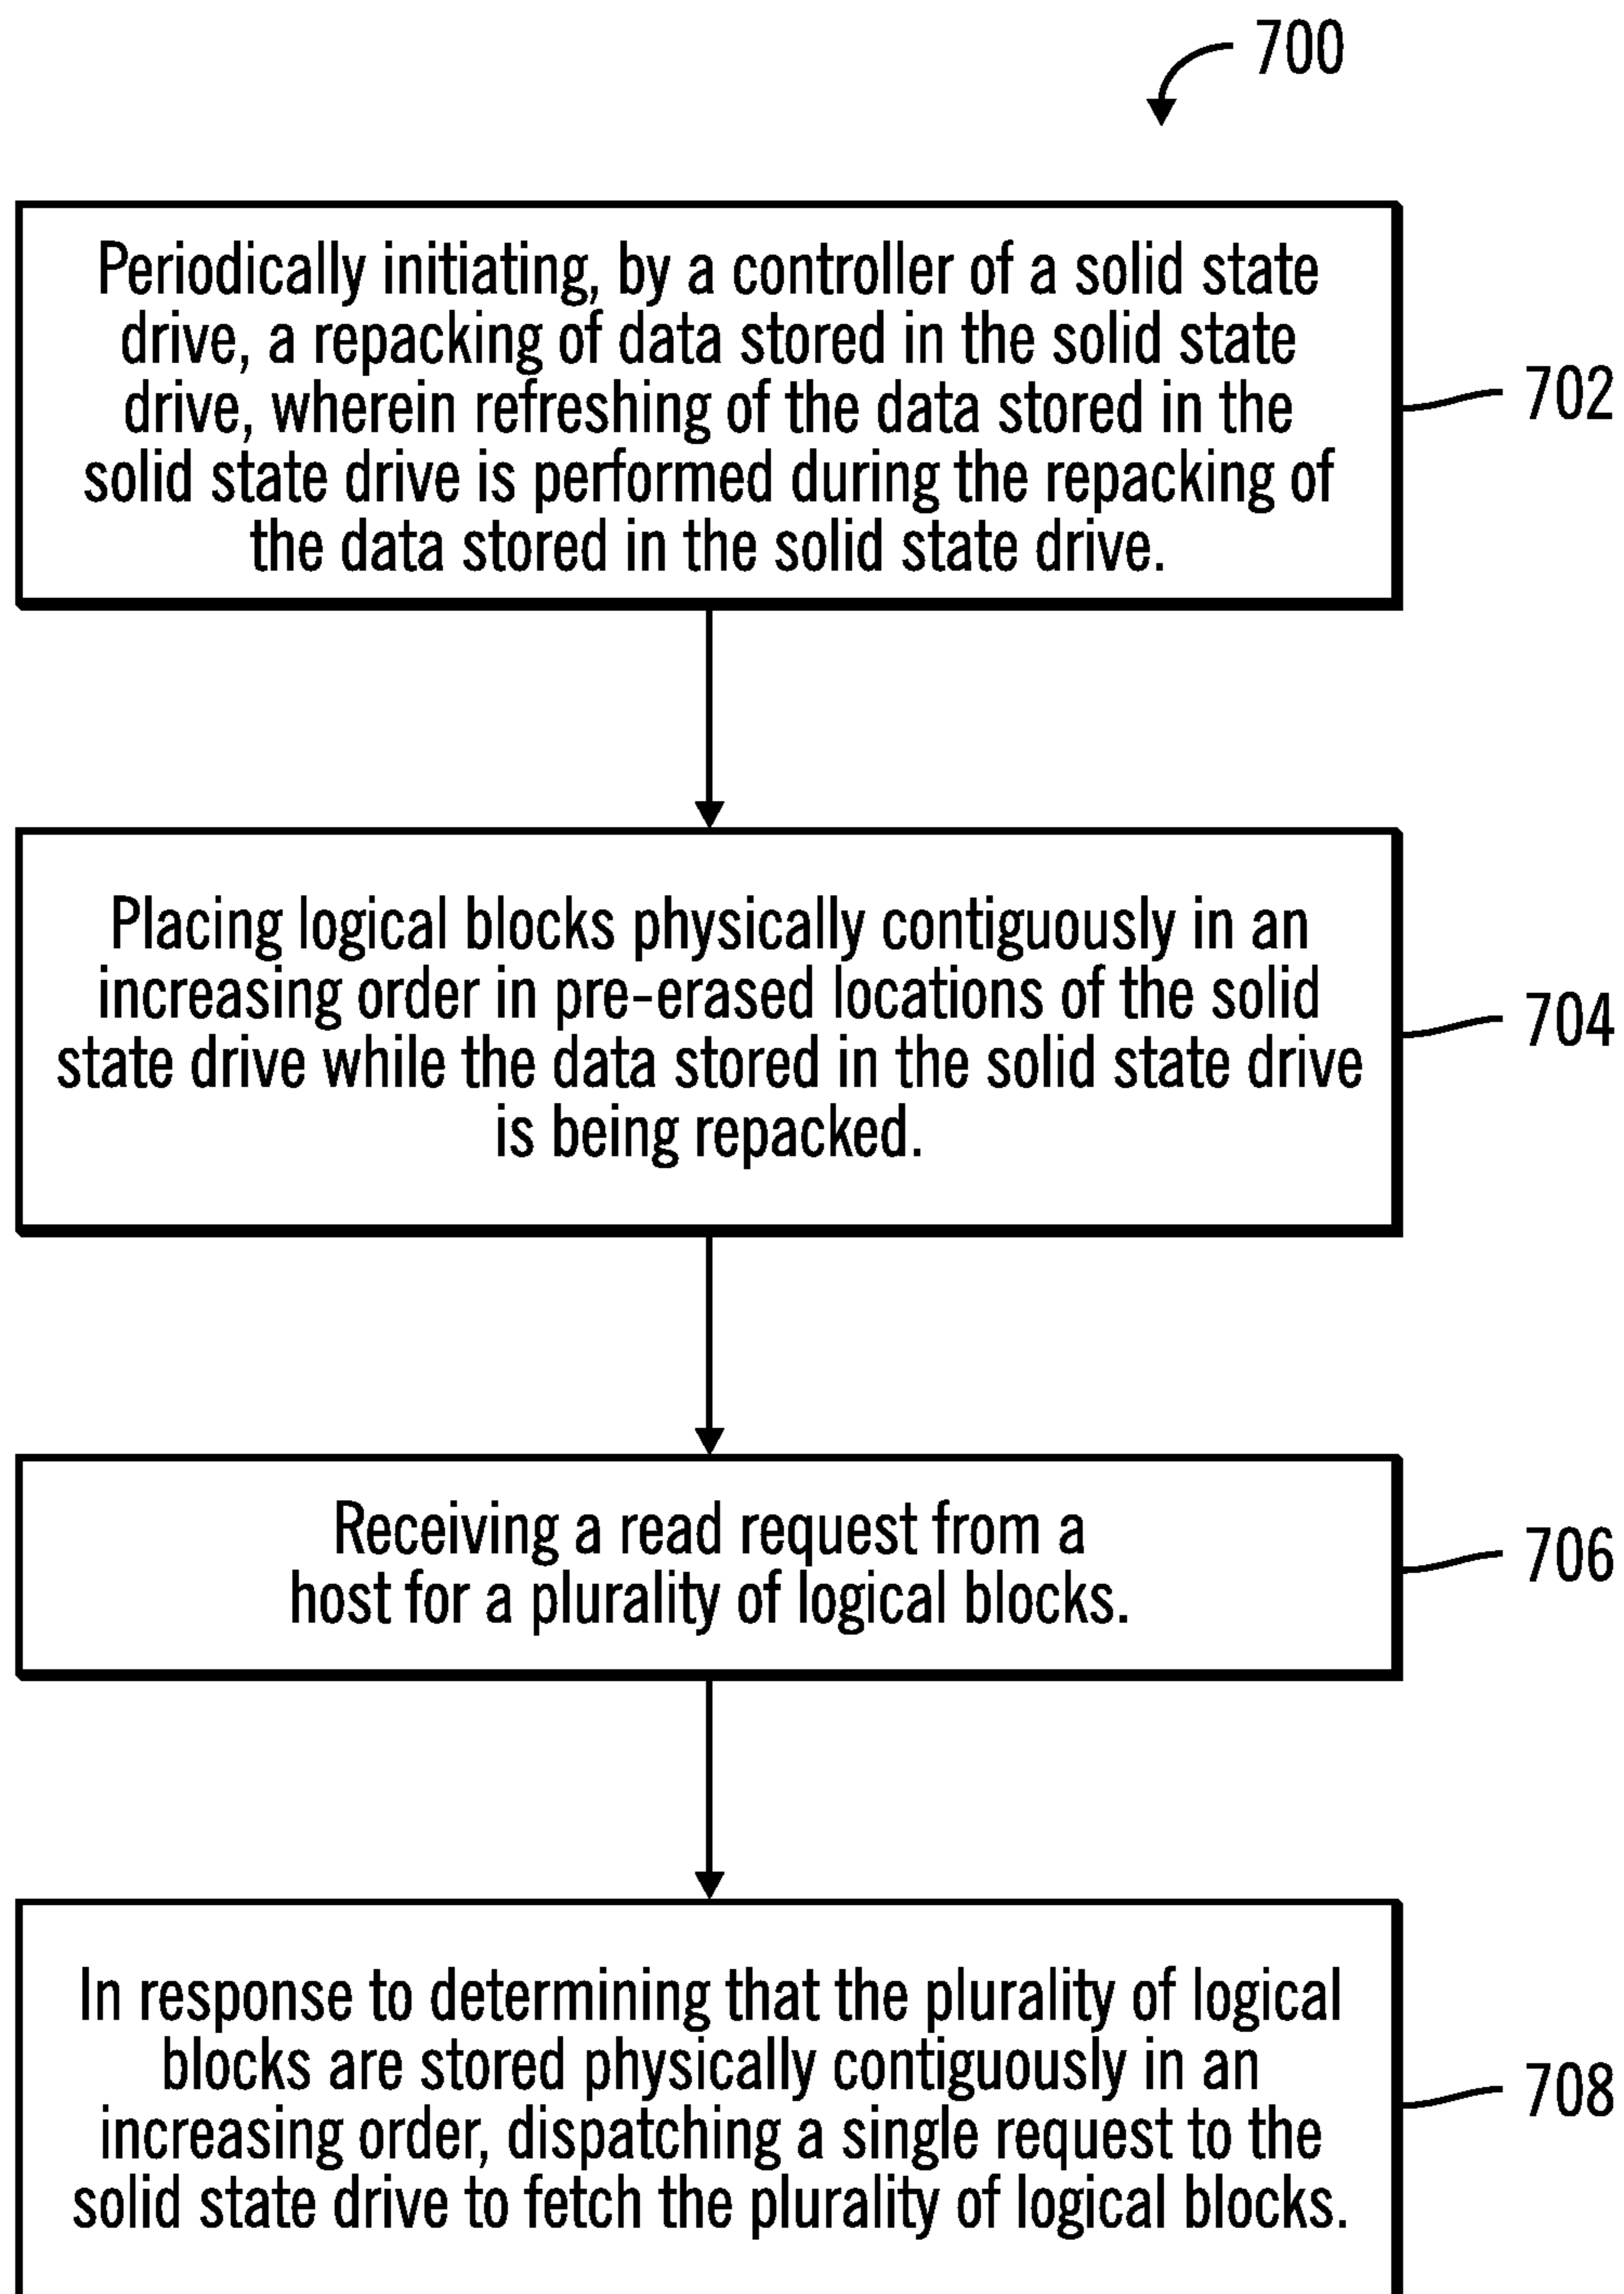 700
Periodically initiating, by a controller of a solid state
drive, a repacking of data stored in the solid state
drive, wherein refreshing of the data stored in the
solid state drive is performed during the repacking of
the data stored in the solid state drive.
702
Placing logical blocks physically contiguously in an
increasing order in pre-erased locations of the solid
state drive while the data stored in the solid state drive
is being repacked.
704
Receiving a read request from a
host for a plurality of logical blocks.
706
In response to determining that the plurality of logical
blocks are stored physically contiguously in an
increasing order, dispatching a single request to the
solid state drive to fetch the plurality of logical blocks.
708